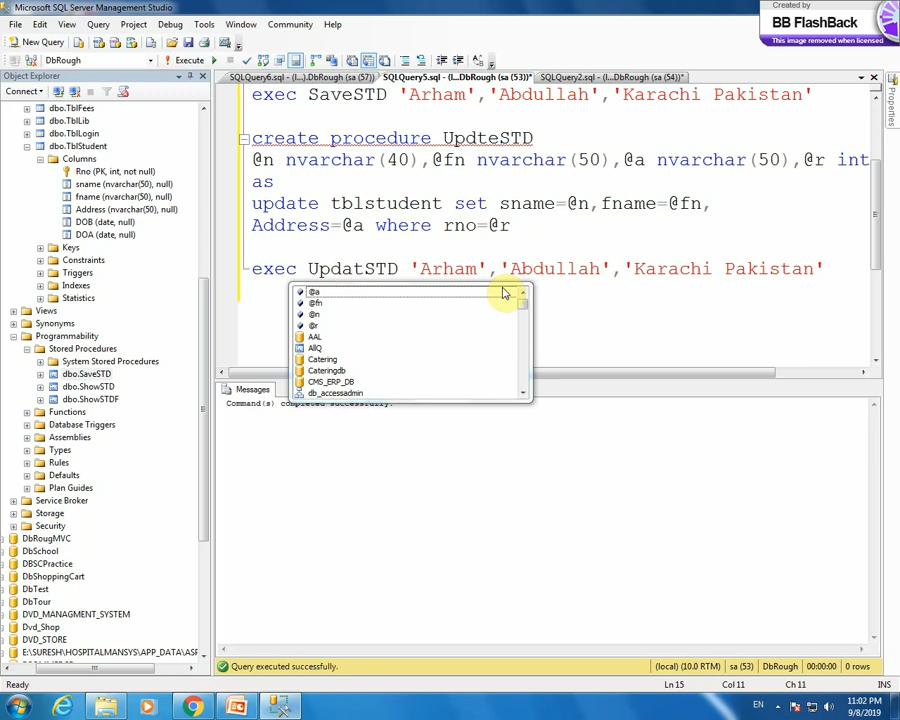 Microsoft SQL Server Management Studio
Created by
BB FlashBack
This image removed when licensed
File Edit View Query Project Debug Tools Window Community Help
New Query
DbRough
Execute
Object Explorer
Connect
dbo.TblFees
dbo.TblLib
dbo.TblLogin
dbo.TblStudent
Columns
Rno (PK, int, not null)
sname (nvarchar(50), null)
fname (nvarchar(50), null)
Address (nvarchar(50), null)
DOB (date, null)
DOA (date, null)
Keys
Constraints
Triggers
Indexes
Statistics
Views
Synonyms
Programmability
Stored Procedures
System Stored Procedures
dbo.SaveSTD
dbo.ShowSTD
dbo.ShowSTDF
Functions
Database Triggers
Assemblies
Types
Rules
Defaults
Plan Guides
Service Broker
Storage
Security
DbRougMVC
DbSchool
DBSCPractice
DbShoppingCart
DbTest
DbTour
DVD_MANAGMENT_SYSTEM
Dvd_Shop
DVD_STORE
E:\SURESH\HOSPITALMANSYS\APP_DATA\ASP
SQLQuery6.sql - (l...).DbRough (sa (57))
SQLQuery5.sql - (l...DbRough (sa (53))*
SQLQuery2.sql - (l...DbRough (sa (54))*
exec SaveSTD 'Arham','Abdullah','Karachi Pakistan'
create procedure UpdteSTD
@n nvarchar(40),@fn nvarchar(50),@a nvarchar(50),@r int
as
update tblstudent set sname=@n,fname=@fn,
Address=@a where rno=@r
exec UpdatSTD 'Arham','Abdullah','Karachi Pakistan'
@a
@fn
@n
@r
AAL
AllQ
Catering
Cateringdb
CMS_ERP_DB
db_accessadmin
Messages
Command(s) completed successfully.
Properties
Query executed successfully.
(local) (10.0 RTM) sa (53) DbRough 00:00:00 0 rows
Ready
Ln 15 Col 11 Ch 11 INS
EN
11:02 PM
9/8/2019